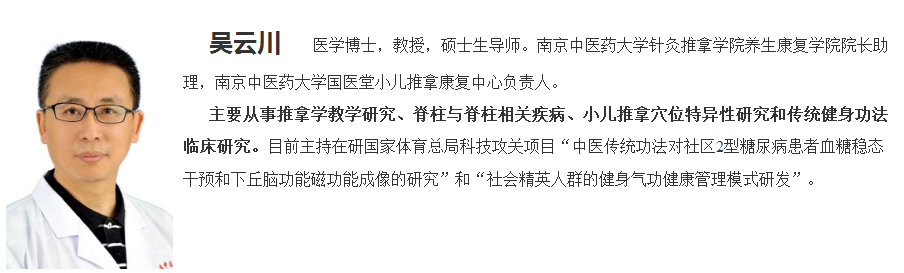 吴云川 医学博士，教授，硕士生导师。南京中医药大学针灸推拿学院养生康复学院院长助
理，南京中医药大学国医堂小儿推拿康复中心负责人。
主要从事推拿学教学研究、脊柱与脊柱相关疾病、小儿推拿穴位特异性研究和传统健身功法
临床研究。目前主持在研国家体育总局科技攻关项目“中医传统功法对社区2型糖尿病患者血糖稳态
干预和下丘脑功能磁功能成像的研究”和“社会精英人群的健身气功健康管理模式研发”。